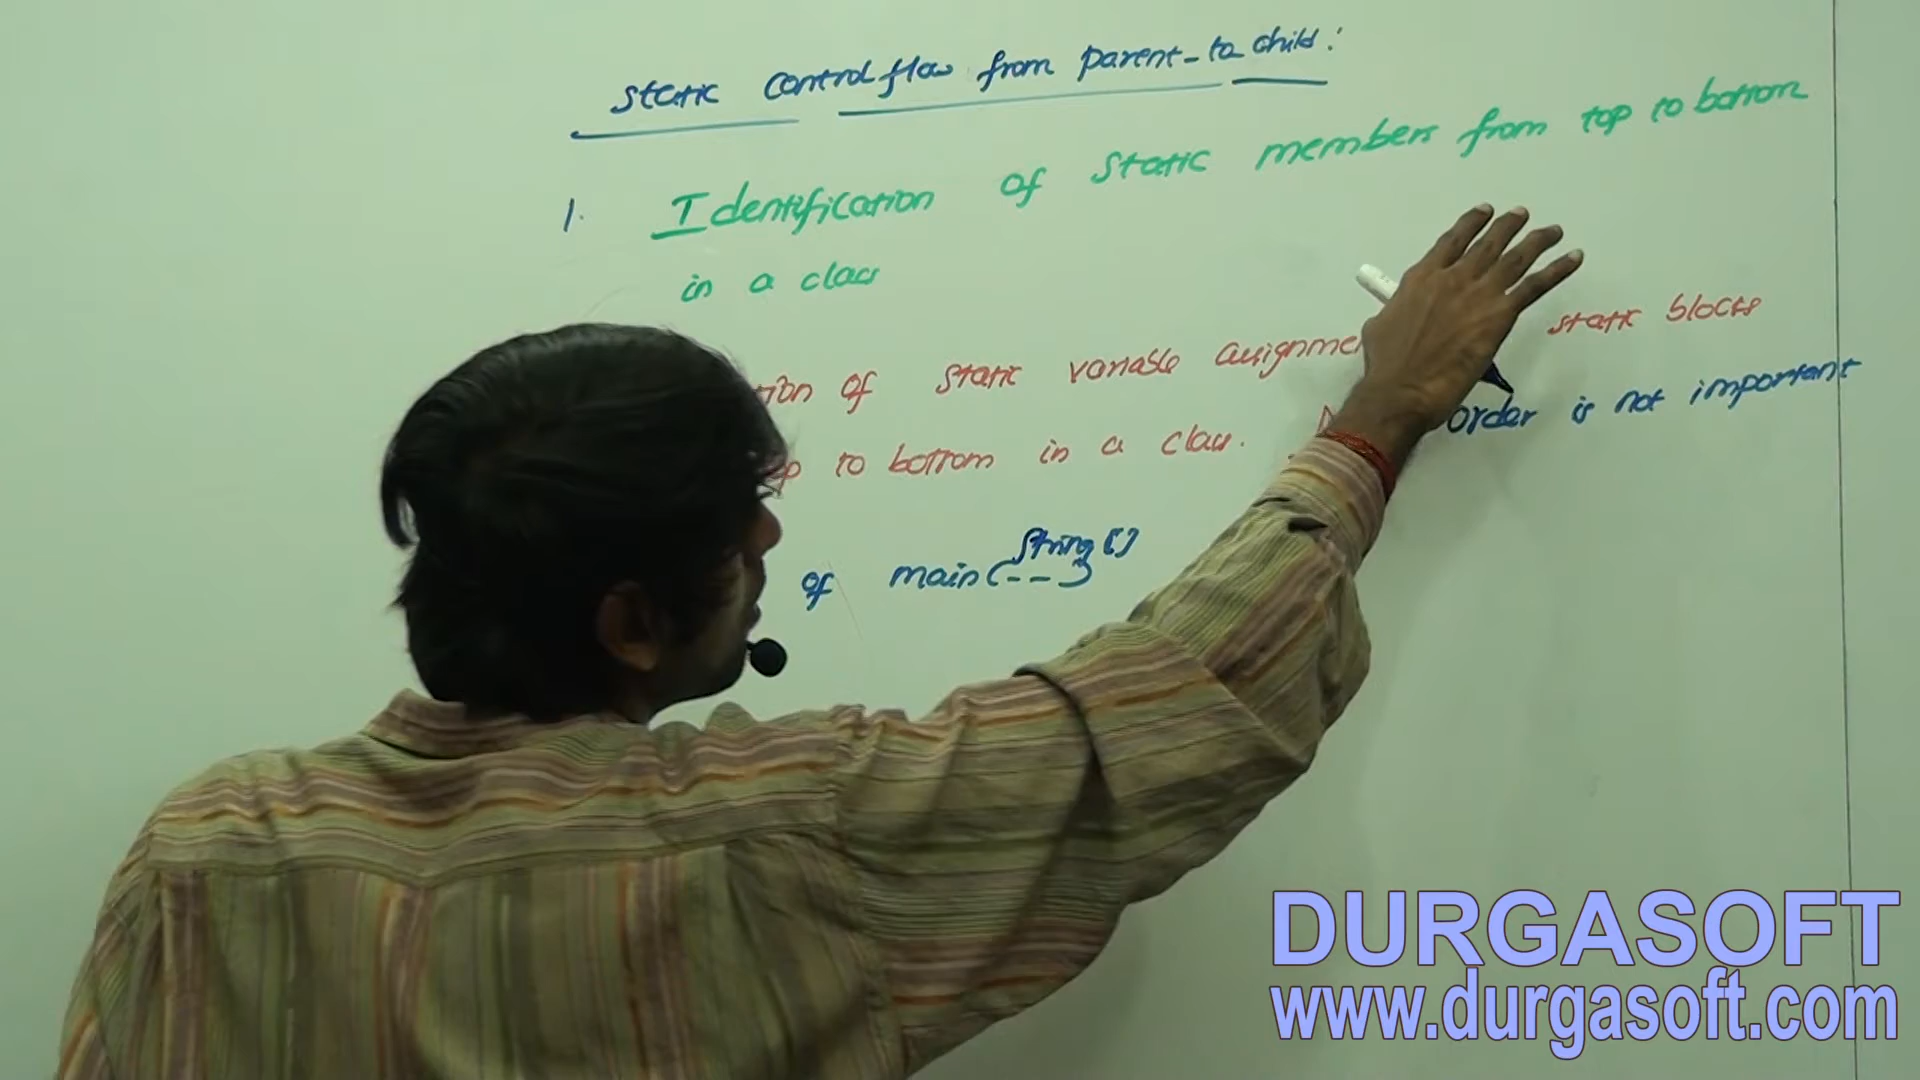 static control flow from parent-to child:
1. Identification of static members from top to bottom
in a class
of static variable assignme static blocks
to bottom in a class. order is not important
of main(--)
String[]
DURGASOFT
www.durgasoft.com